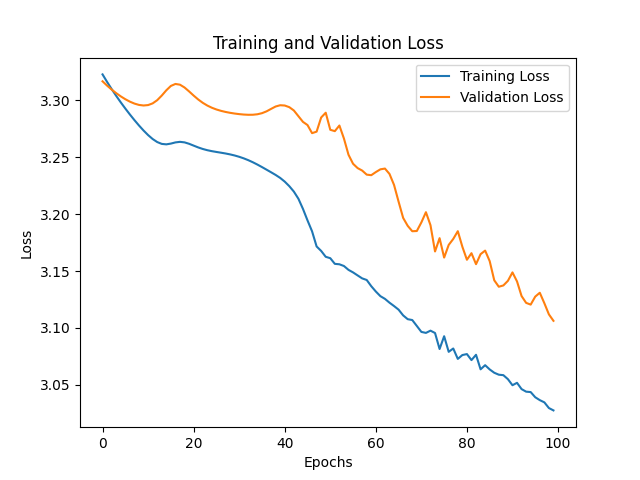 Training and Validation Loss
Training Loss
Validation Loss
3.30
3.25
3.20
3.15
3.10
3.05
Loss
0
20
40
60
80
100
Epochs